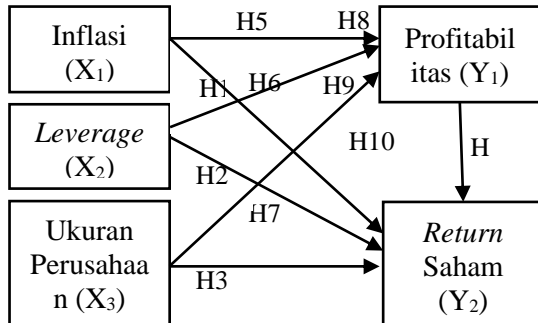 Inflasi
(X₁)
H5
H8
Profitabil
itas (Y₁)
H1
H6
H9
Leverage
(X₂)
H2
H10
H
H7
Ukuran
Perusahaa
n (X₃)
H3
Return
Saham
(Y₂)